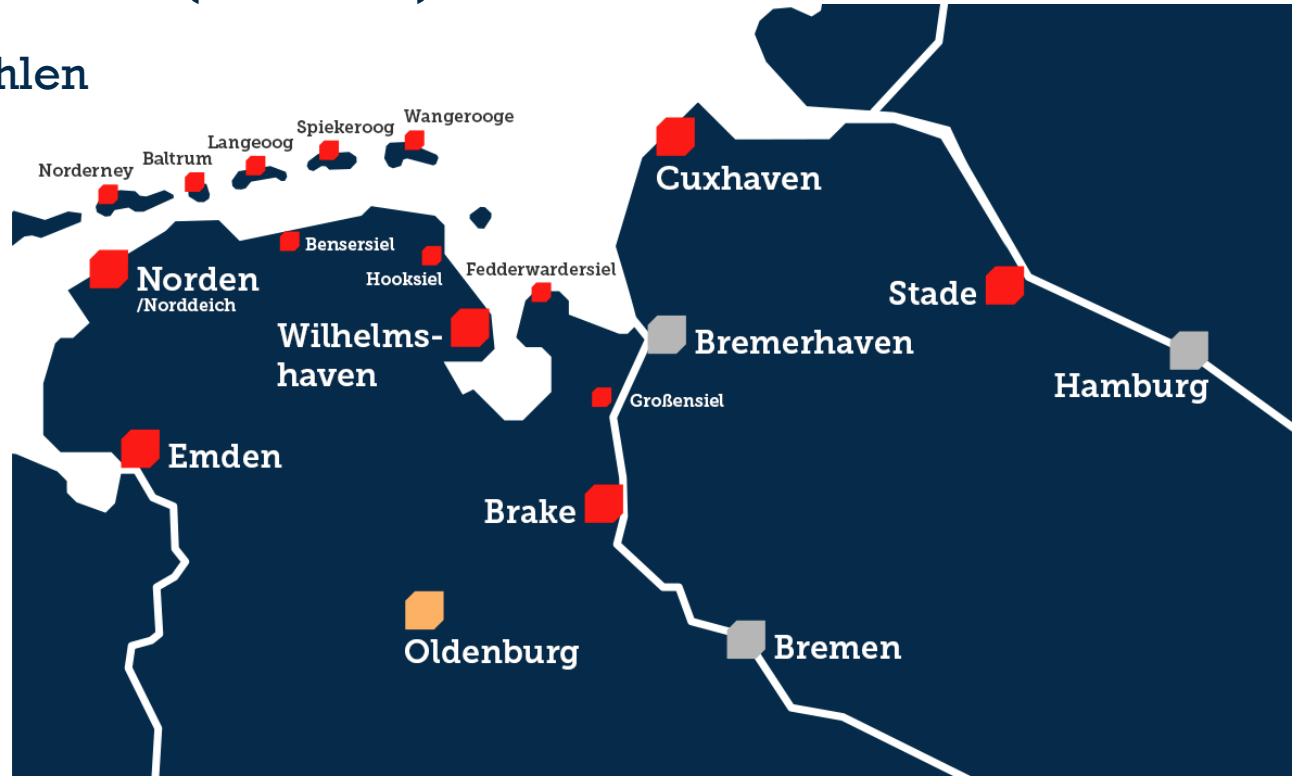 hlen
Wangerooge
Spiekeroog
Langeoog
Baltrum
Norderney
Cuxhaven
Bensersiel
Hooksiel
Fedderwardersiel
Norden
/Norddeich
Stade
Wilhelms-
haven
Bremerhaven
Hamburg
Großensiel
Emden
Brake
Oldenburg
Bremen